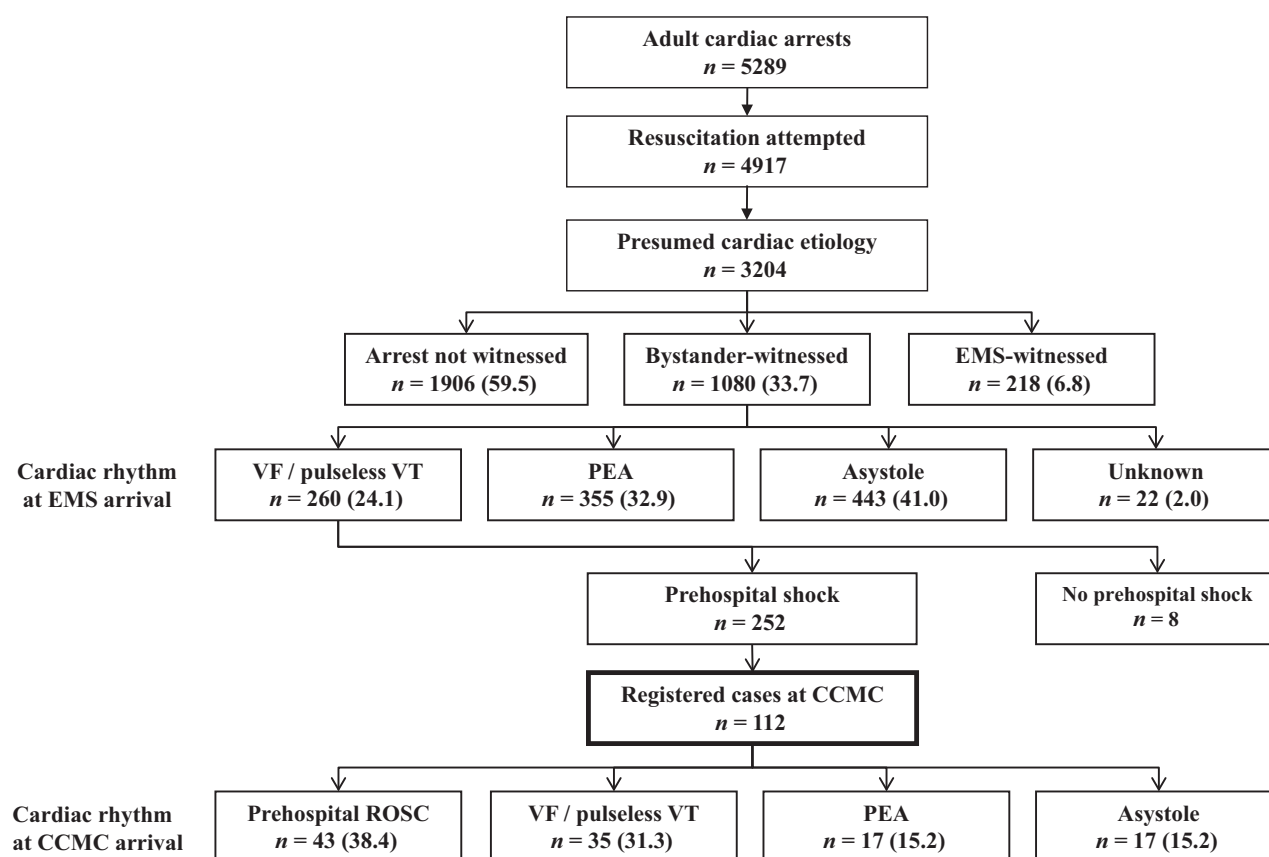 Adult cardiac arrests
n = 5289
Resuscitation attempted
n = 4917
Presumed cardiac etiology
n = 3204
Arrest not witnessed
n = 1906 (59.5)
Bystander-witnessed
n = 1080 (33.7)
EMS-witnessed
n = 218 (6.8)
Cardiac rhythm
at EMS arrival
VF / pulseless VT
n = 260 (24.1)
PEA
n = 355 (32.9)
Asystole
n = 443 (41.0)
Unknown
n = 22 (2.0)
Prehospital shock
n = 252
No prehospital shock
n = 8
Registered cases at CCMC
n = 112
Cardiac rhythm
at CCMC arrival
Prehospital ROSC
n = 43 (38.4)
VF / pulseless VT
n = 35 (31.3)
PEA
n = 17 (15.2)
Asystole
n = 17 (15.2)